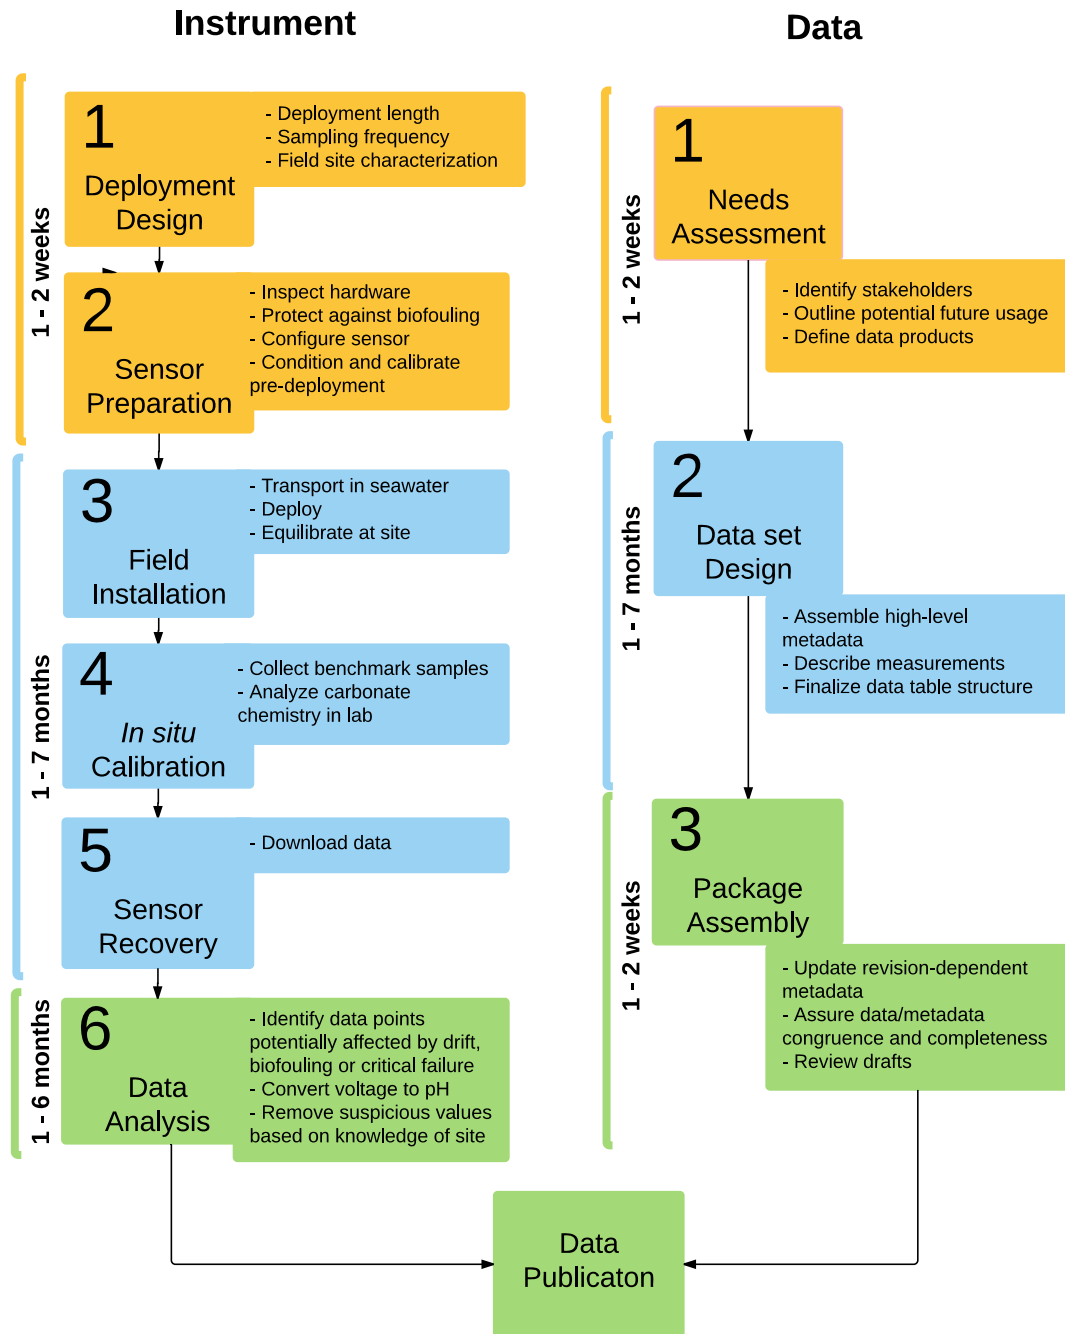 Instrument
1 - 2 weeks
1
Deployment
Design
- Deployment length
- Sampling frequency
- Field site characterization
2
Sensor
Preparation
- Inspect hardware
- Protect against biofouling
- Configure sensor
- Condition and calibrate
pre-deployment
1 - 7 months
3
Field
Installation
- Transport in seawater
- Deploy
- Equilibrate at site
4
In situ
Calibration
- Collect benchmark samples
- Analyze carbonate
chemistry in lab
5
Sensor
Recovery
- Download data
1 - 6 months
6
Data
Analysis
- Identify data points
potentially affected by drift,
biofouling or critical failure
- Convert voltage to pH
- Remove suspicious values
based on knowledge of site
Data
1 - 2 weeks
1
Needs
Assessment
- Identify stakeholders
- Outline potential future usage
- Define data products
1 - 7 months
2
Data set
Design
- Assemble high-level
metadata
- Describe measurements
- Finalize data table structure
1 - 2 weeks
3
Package
Assembly
- Update revision-dependent
metadata
- Assure data/metadata
congruence and completeness
- Review drafts
Data
Publicaton